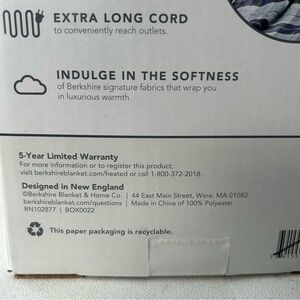 EXTRA LONG CORD
to conveniently reach outlets.
INDULGE IN THE SOFTNESS
of Berkshire signature fabrics that wrap you
in luxurious warmth.
5-Year Limited Warranty
For more information or to register this product,
visit berkshireblanket.com/heated or call 1-800-372-2018.
Designed in New England
©Berkshire Blanket & Home Co. | 44 East Main Street, Ware, MA 01082
berkshireblanket.com/questions | Made in China of 100% Polyester
RN102877 | BOX0022
This paper packaging is recyclable.